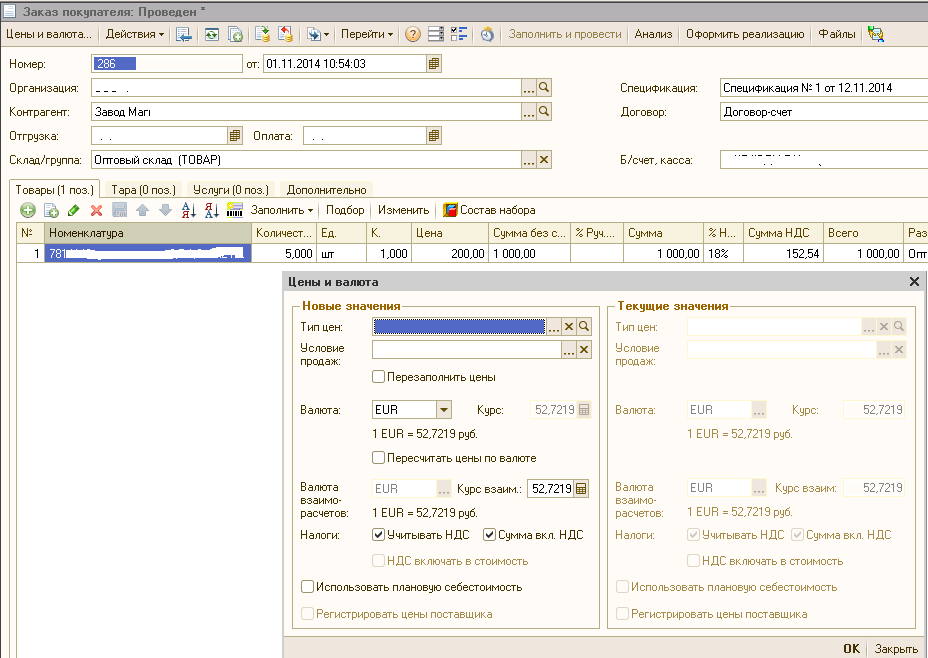 Заказ покупателя: Проведен *
Цены и валюта... Действия Перейти Заполнить и провести Анализ Оформить реализацию Файлы
Номер: 286 от: 01.11.2014 10:54:03
Организация: Спецификация: Спецификация № 1 от 12.11.2014
Контрагент: Завод Маг Договор: Договор-счет
Отгрузка: . . Оплата: . .
Склад/группа: Оптовый склад (ТОВАР) Б/счет, касса:
Товары (1 поз.) Тара (0 поз.) Услуги (0 поз.) Дополнительно
Заполнить Подбор Изменить Состав набора
№ Номенклатура Количест... Ед. К. Цена Сумма без с... % Руч.... Сумма % Н... Сумма НДС Всего Раз
1 781 5,000 шт 1,000 200,00 1 000,00 1 000,00 18% 152,54 1 000,00 Опт
Цены и валюта
Новые значения
Тип цен:
Условие продаж:
Перезаполнить цены
Валюта: EUR Курс: 52,7219
1 EUR = 52,7219 руб.
Пересчитать цены по валюте
Валюта взаимо-расчетов: EUR Курс взаим.: 52,7219
1 EUR = 52,7219 руб.
Налоги: Учитывать НДС Сумма вкл. НДС
НДС включать в стоимость
Использовать плановую себестоимость
Регистрировать цены поставщика
Текущие значения
Тип цен:
Условие продаж:
Валюта: EUR Курс: 52,7219
1 EUR = 52,7219 руб.
Валюта взаимо-расчетов: EUR Курс взаим: 52,7219
1 EUR = 52,7219 руб.
Налоги: Учитывать НДС Сумма вкл. НДС
НДС включать в стоимость
Использовать плановую себестоимость
Регистрировать цены поставщика
OK Закрыть